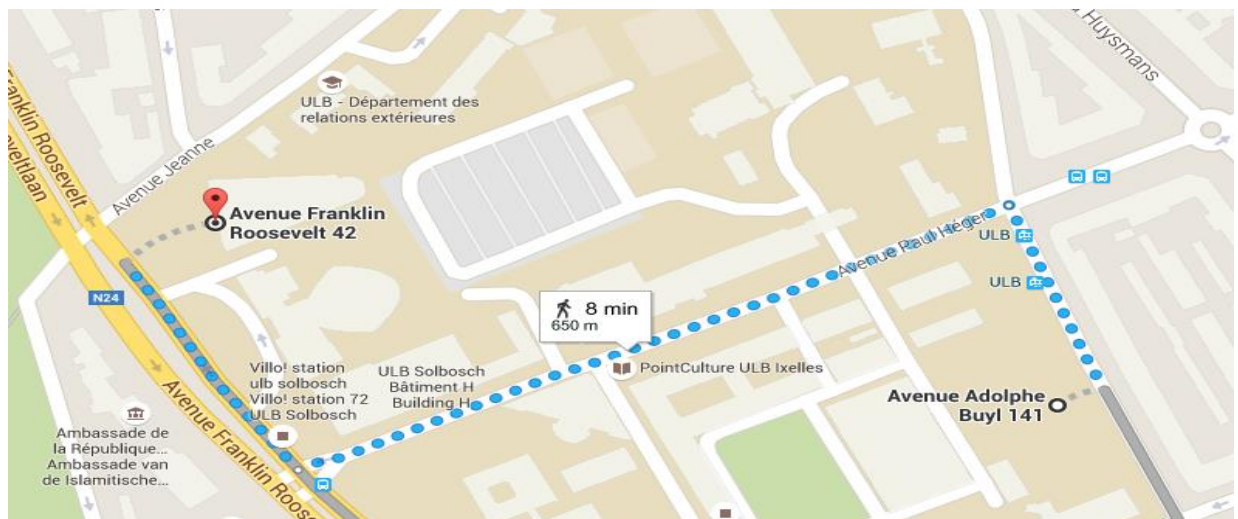 Huysmans
ULB - Département des
relations extérieures
Avenue Jeanne
Franklin Roosevelt
Avenue Franklin
Roosevelt 42
Avenue Paul Héger
ULB
ULB
N24
8 min
650 m
Villo! station
ulb solbosch
Villo! station 72
ULB Solbosch
ULB Solbosch
Bâtiment H
Building H
PointCulture ULB Ixelles
Avenue Adolphe
Buyl 141
Avenue Franklin Roos
Ambassade de
la République...
Ambassade van
de Islamitische...